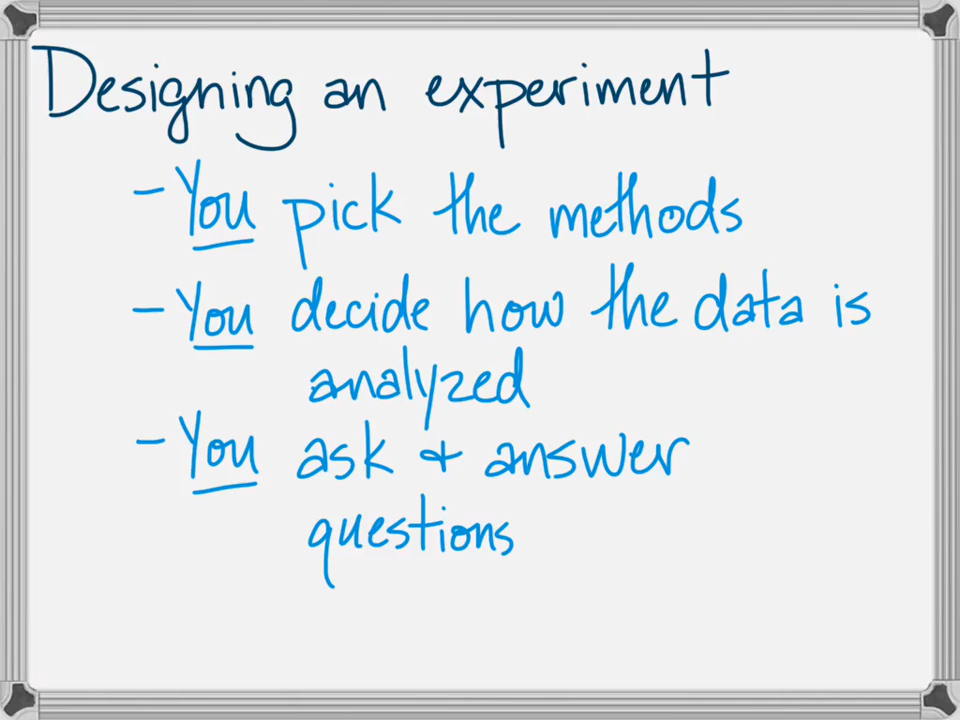 Designing an experiment
- You pick the methods
- You decide how the data is
analyzed
- You ask + answer
questions